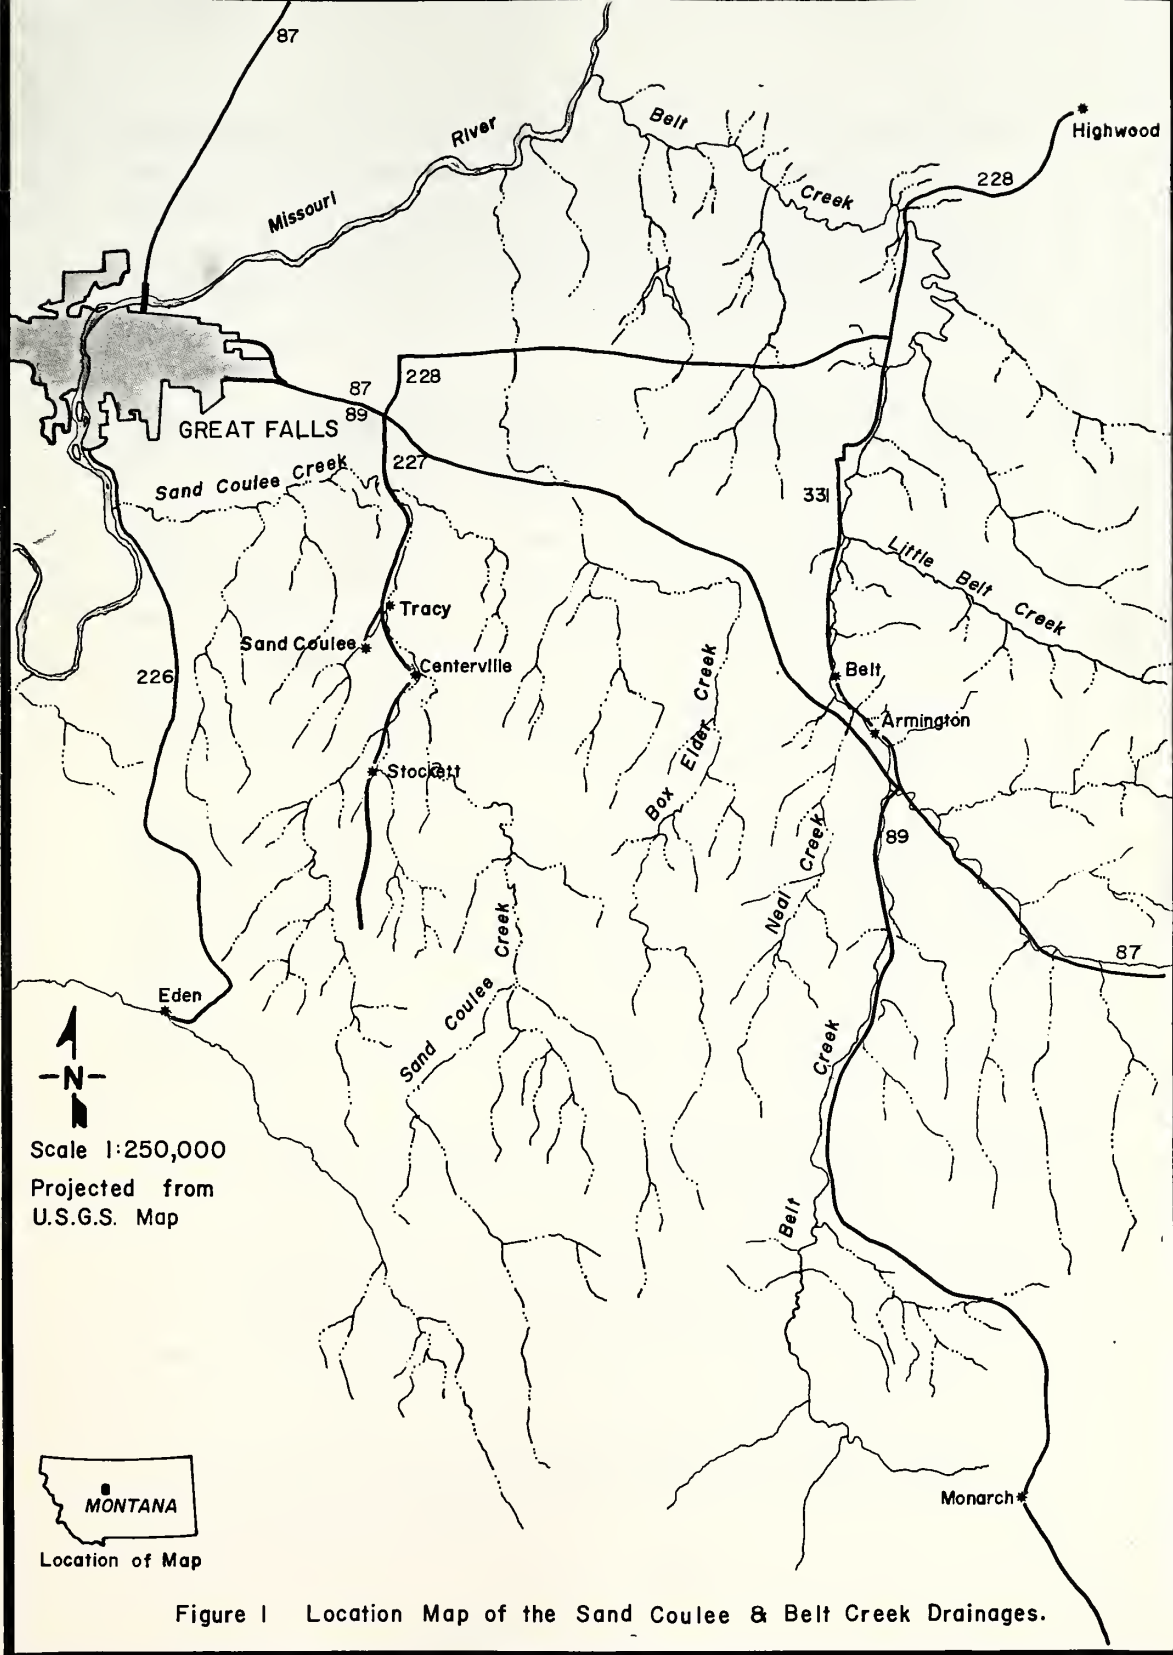 87
River
Belt
Highwood
Missouri
Creek
228
87
89
228
GREAT FALLS
227
Sand Coulee Creek
331
Little Belt Creek
Tracy
Sand Coulee
Centerville
226
Belt
Armington
Stockett
Box Elder Creek
89
Neal Creek
87
Eden
Sand Coulee Creek
-N-
Creek
Scale 1:250,000
Projected from
U.S.G.S. Map
Belt
MONTANA
Location of Map
Monarch
Figure 1 Location Map of the Sand Coulee & Belt Creek Drainages.